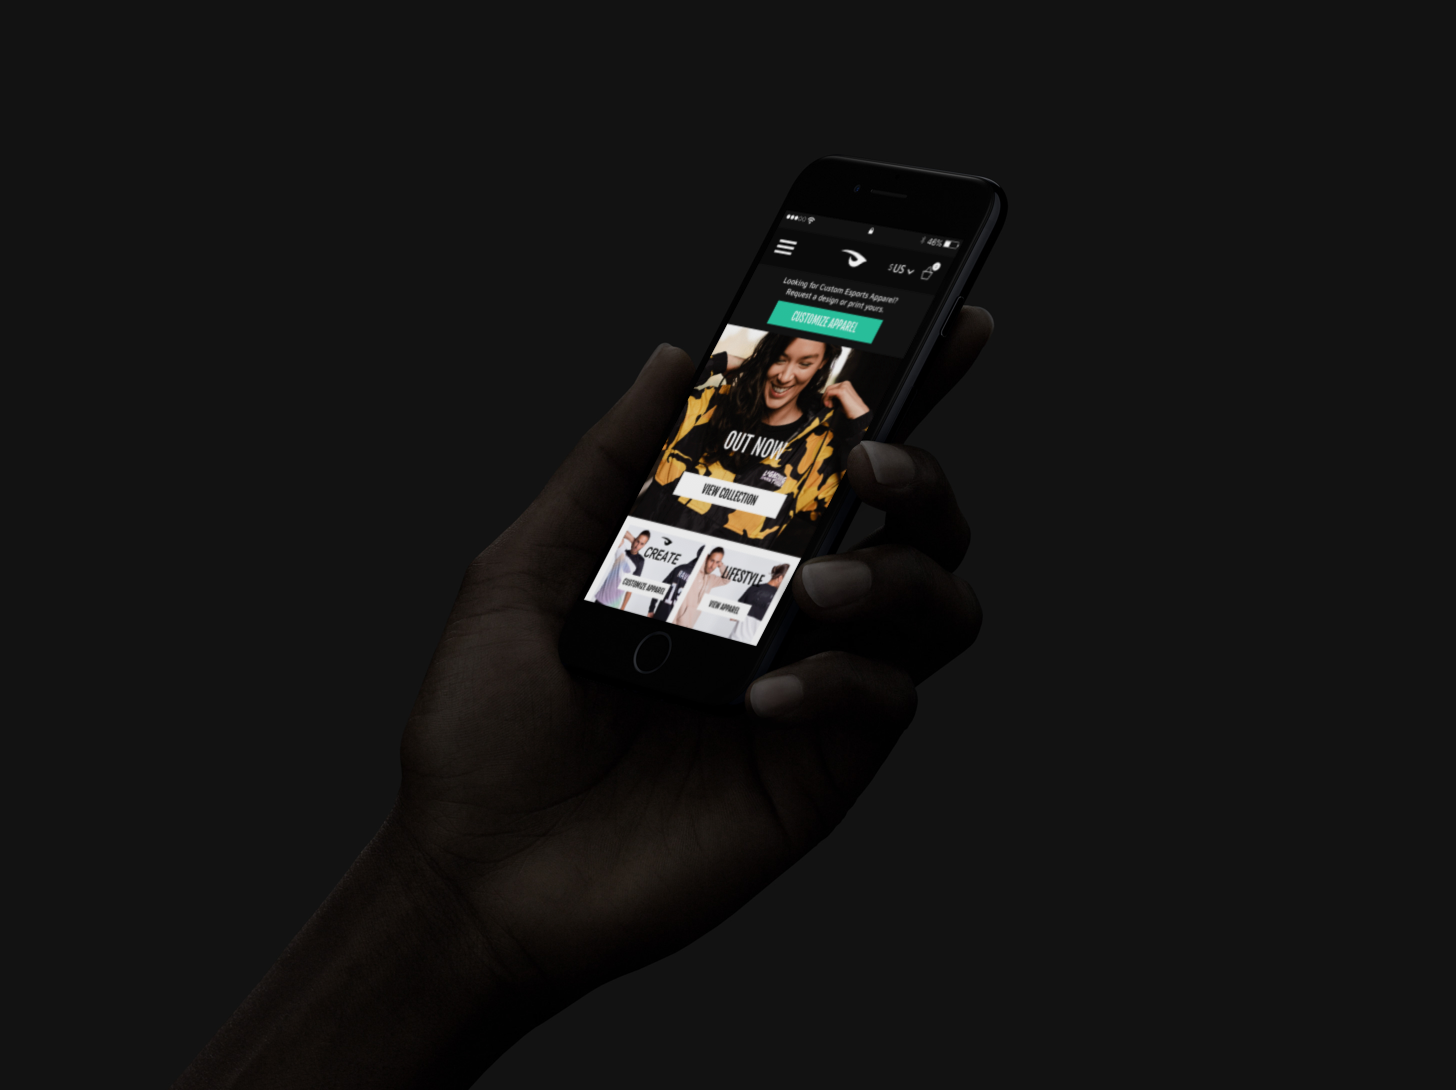 46%
US
Looking for Custom Esports Apparel?
Request a design or print yours.
CUSTOMIZE APPAREL
OUT NOW
VIEW COLLECTION
CREATE
CUSTOMIZE APPAREL
LIFESTYLE
VIEW APPAREL